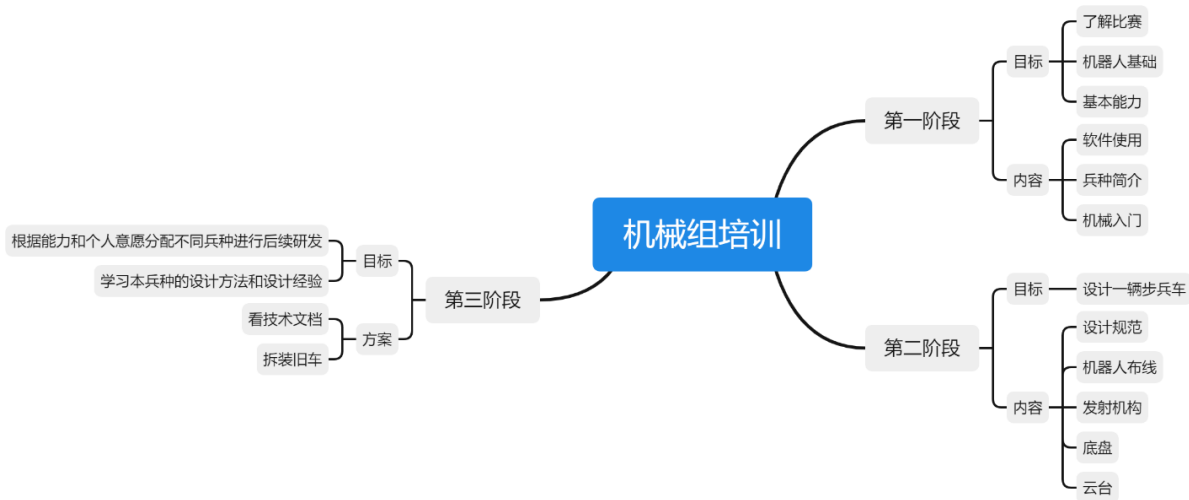 机械组培训
第一阶段
目标
了解比赛
机器人基础
基本能力
内容
软件使用
兵种简介
机械入门
第二阶段
目标
设计一辆步兵车
内容
设计规范
机器人布线
发射机构
底盘
云台
第三阶段
目标
根据能力和个人意愿分配不同兵种进行后续研发
学习本兵种的设计方法和设计经验
方案
看技术文档
拆装旧车